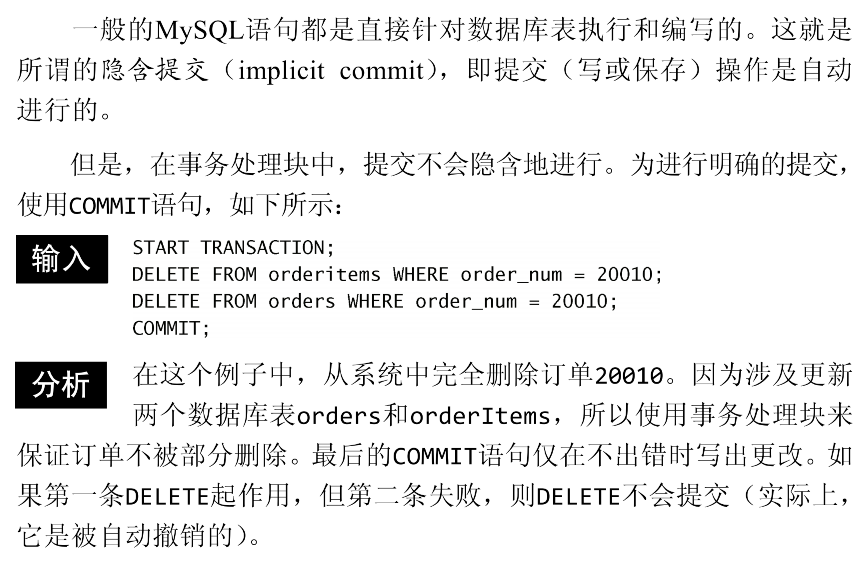 一般的MySQL语句都是直接针对数据库表执行和编写的。这就是
所谓的隐含提交（implicit commit），即提交（写或保存）操作是自动
进行的。
但是，在事务处理块中，提交不会隐含地进行。为进行明确的提交，
使用COMMIT语句，如下所示：
输入
START TRANSACTION;
DELETE FROM orderitems WHERE order_num = 20010;
DELETE FROM orders WHERE order_num = 20010;
COMMIT;
分析
在这个例子中，从系统中完全删除订单20010。因为涉及更新
两个数据库表orders和orderItems，所以使用事务处理块来
保证订单不被部分删除。最后的COMMIT语句仅在不出错时写出更改。如
果第一条DELETE起作用，但第二条失败，则DELETE不会提交（实际上，
它是被自动撤销的）。